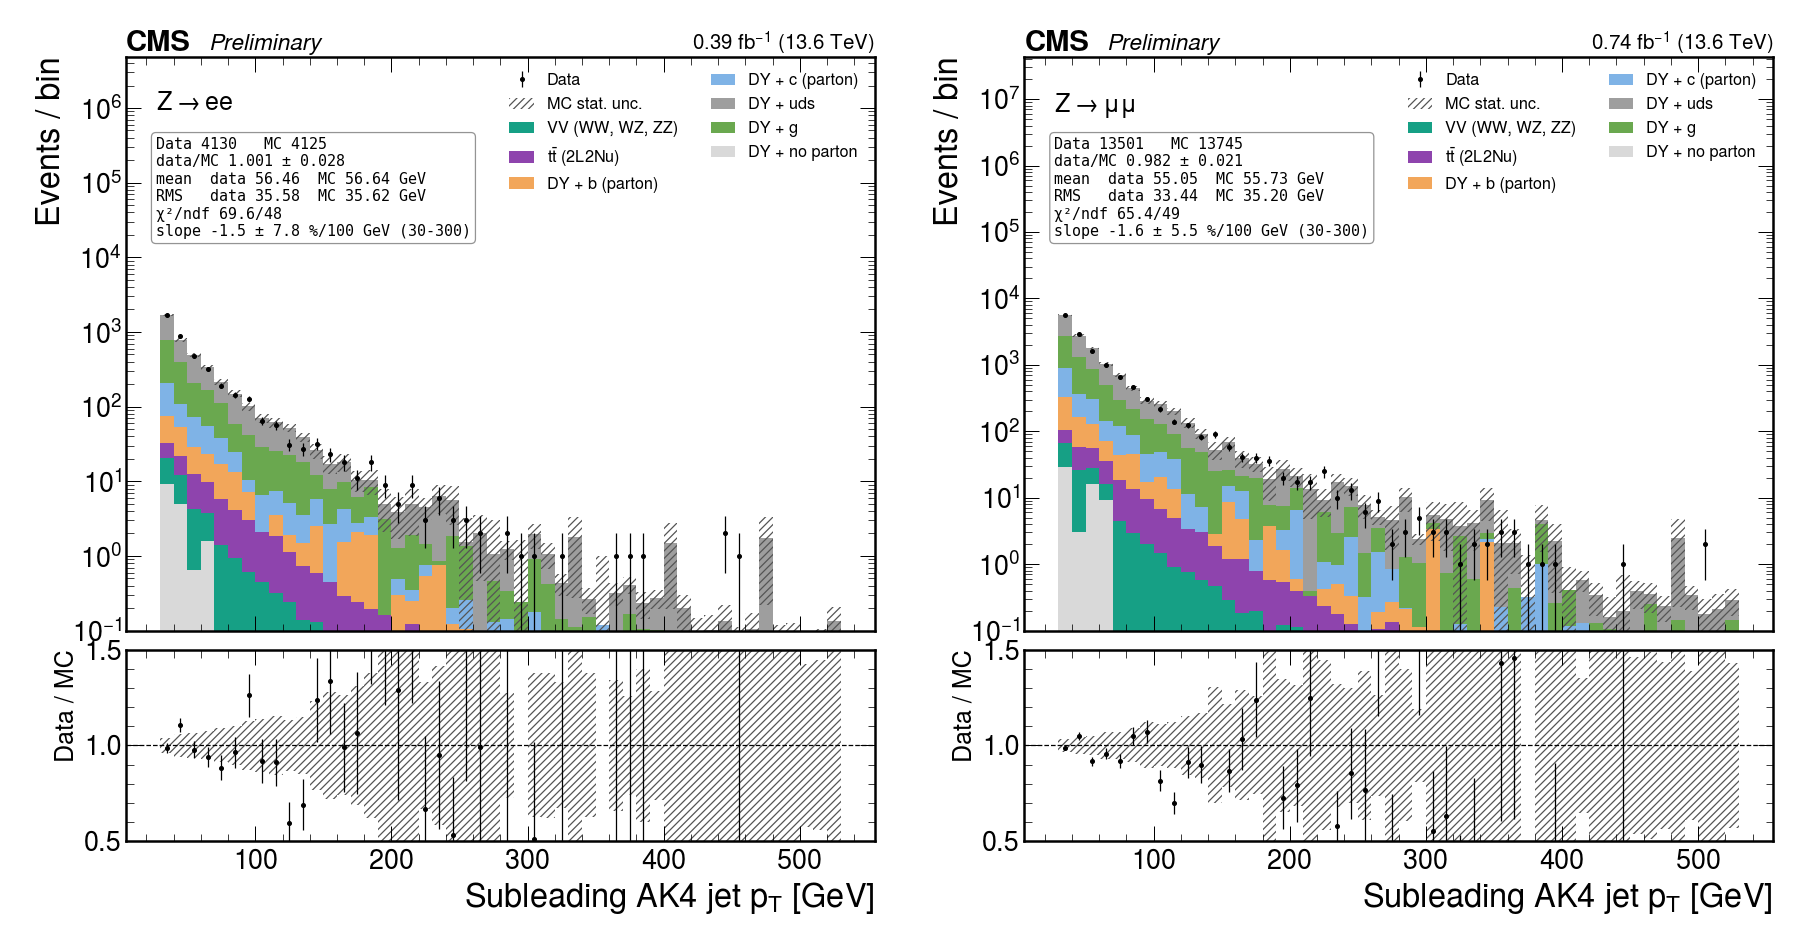 CMS Preliminary 0.39 fb⁻¹ (13.6 TeV)
Events / bin
Z → ee
Data 4130 MC 4125
data/MC 1.001 ± 0.028
mean data 56.46 MC 56.64 GeV
RMS data 35.58 MC 35.62 GeV
χ²/ndf 69.6/48
slope -1.5 ± 7.8 %/100 GeV (30-300)
Data
MC stat. unc.
VV (WW, WZ, ZZ)
tt̄ (2L2Nu)
DY + b (parton)
DY + c (parton)
DY + uds
DY + g
DY + no parton
10⁶
10⁵
10⁴
10³
10²
10¹
10⁰
10⁻¹
Data / MC
1.5
1.0
0.5
100 200 300 400 500
Subleading AK4 jet p_T [GeV]
CMS Preliminary 0.74 fb⁻¹ (13.6 TeV)
Events / bin
Z → μμ
Data 13501 MC 13745
data/MC 0.982 ± 0.021
mean data 55.05 MC 55.73 GeV
RMS data 33.44 MC 35.20 GeV
χ²/ndf 65.4/49
slope -1.6 ± 5.5 %/100 GeV (30-300)
Data
MC stat. unc.
VV (WW, WZ, ZZ)
tt̄ (2L2Nu)
DY + b (parton)
DY + c (parton)
DY + uds
DY + g
DY + no parton
10⁷
10⁶
10⁵
10⁴
10³
10²
10¹
10⁰
10⁻¹
Data / MC
1.5
1.0
0.5
100 200 300 400 500
Subleading AK4 jet p_T [GeV]